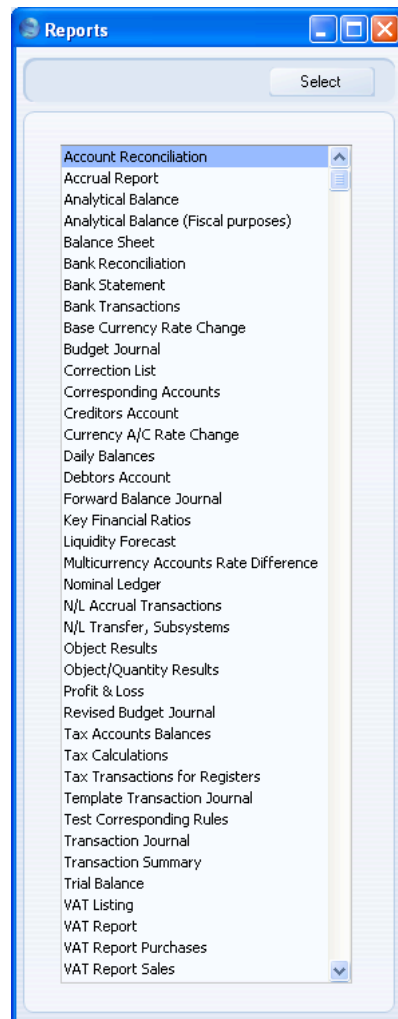 Reports
Select
Account Reconciliation
Accrual Report
Analytical Balance
Analytical Balance (Fiscal purposes)
Balance Sheet
Bank Reconciliation
Bank Statement
Bank Transactions
Base Currency Rate Change
Budget Journal
Correction List
Corresponding Accounts
Creditors Account
Currency A/C Rate Change
Daily Balances
Debtors Account
Forward Balance Journal
Key Financial Ratios
Liquidity Forecast
Multicurrency Accounts Rate Difference
Nominal Ledger
N/L Accrual Transactions
N/L Transfer, Subsystems
Object Results
Object/Quantity Results
Profit & Loss
Revised Budget Journal
Tax Accounts Balances
Tax Calculations
Tax Transactions for Registers
Template Transaction Journal
Test Corresponding Rules
Transaction Journal
Transaction Summary
Trial Balance
VAT Listing
VAT Report
VAT Report Purchases
VAT Report Sales